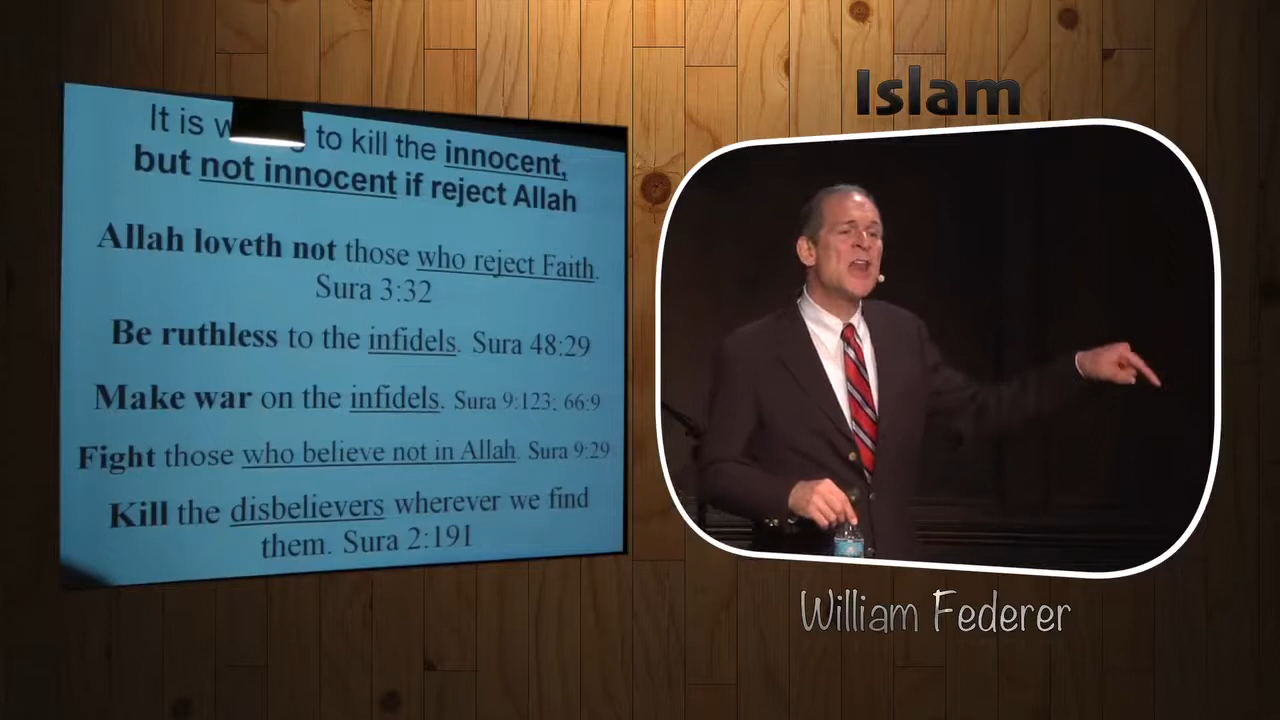 It is to kill the innocent,
but not innocent if reject Allah
Allah loveth not those who reject Faith.
Sura 3:32
Be ruthless to the infidels. Sura 48:29
Make war on the infidels. Sura 9:123; 66:9
Fight those who believe not in Allah. Sura 9:29
Kill the disbelievers wherever we find
them. Sura 2:191
Islam
William Federer